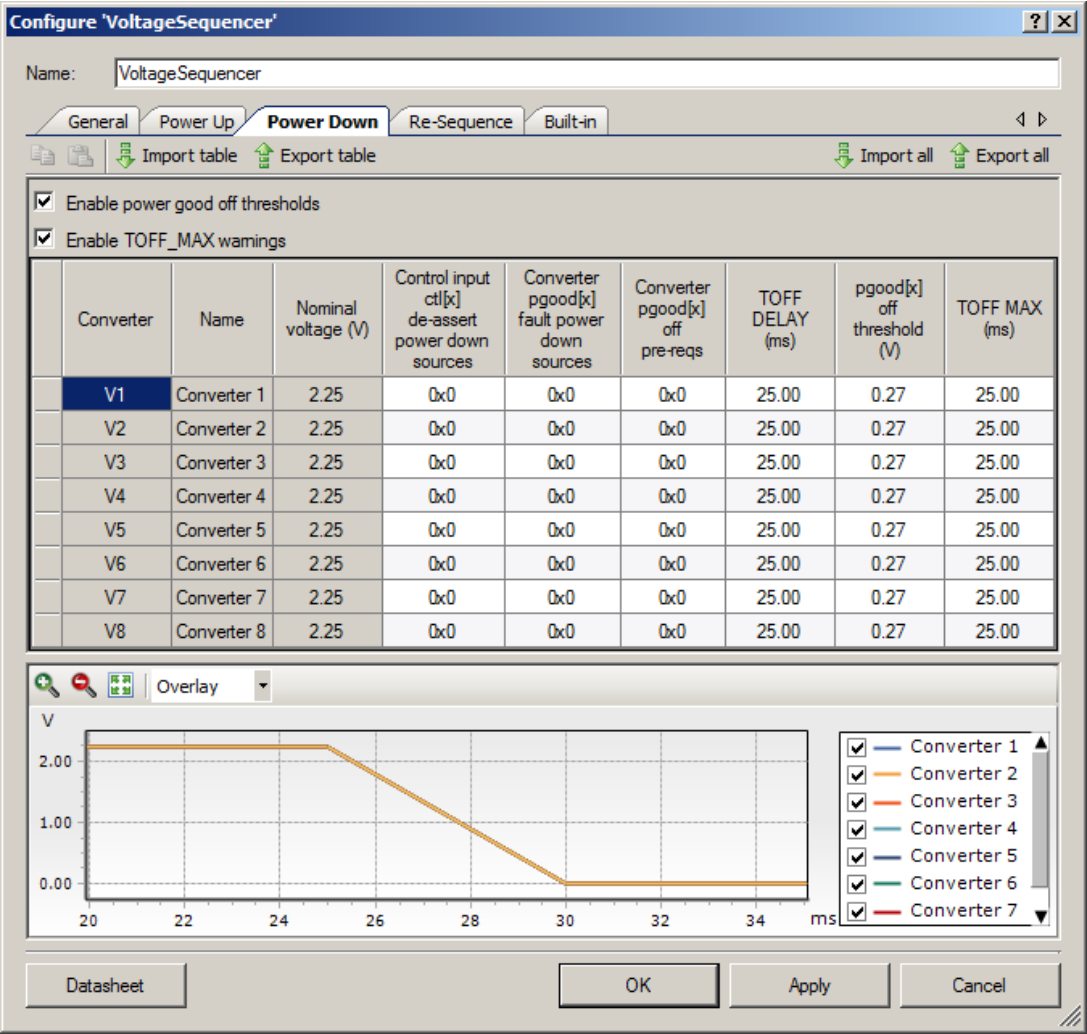 Configure 'VoltageSequencer'
Name: VoltageSequencer
General Power Up Power Down Re-Sequence Built-in
Import table Export table Import all Export all
Enable power good off thresholds
Enable TOFF_MAX warnings
Converter Name Nominal voltage (V) Control input ctl[x] de-assert power down sources Converter pgood[x] fault power down sources Converter pgood[x] off pre-reqs TOFF DELAY (ms) pgood[x] off threshold (V) TOFF MAX (ms)
V1 Converter 1 2.25 0x0 0x0 0x0 25.00 0.27 25.00
V2 Converter 2 2.25 0x0 0x0 0x0 25.00 0.27 25.00
V3 Converter 3 2.25 0x0 0x0 0x0 25.00 0.27 25.00
V4 Converter 4 2.25 0x0 0x0 0x0 25.00 0.27 25.00
V5 Converter 5 2.25 0x0 0x0 0x0 25.00 0.27 25.00
V6 Converter 6 2.25 0x0 0x0 0x0 25.00 0.27 25.00
V7 Converter 7 2.25 0x0 0x0 0x0 25.00 0.27 25.00
V8 Converter 8 2.25 0x0 0x0 0x0 25.00 0.27 25.00
Overlay
V
2.00
1.00
0.00
20 22 24 26 28 30 32 34 ms
Converter 1
Converter 2
Converter 3
Converter 4
Converter 5
Converter 6
Converter 7
Datasheet OK Apply Cancel